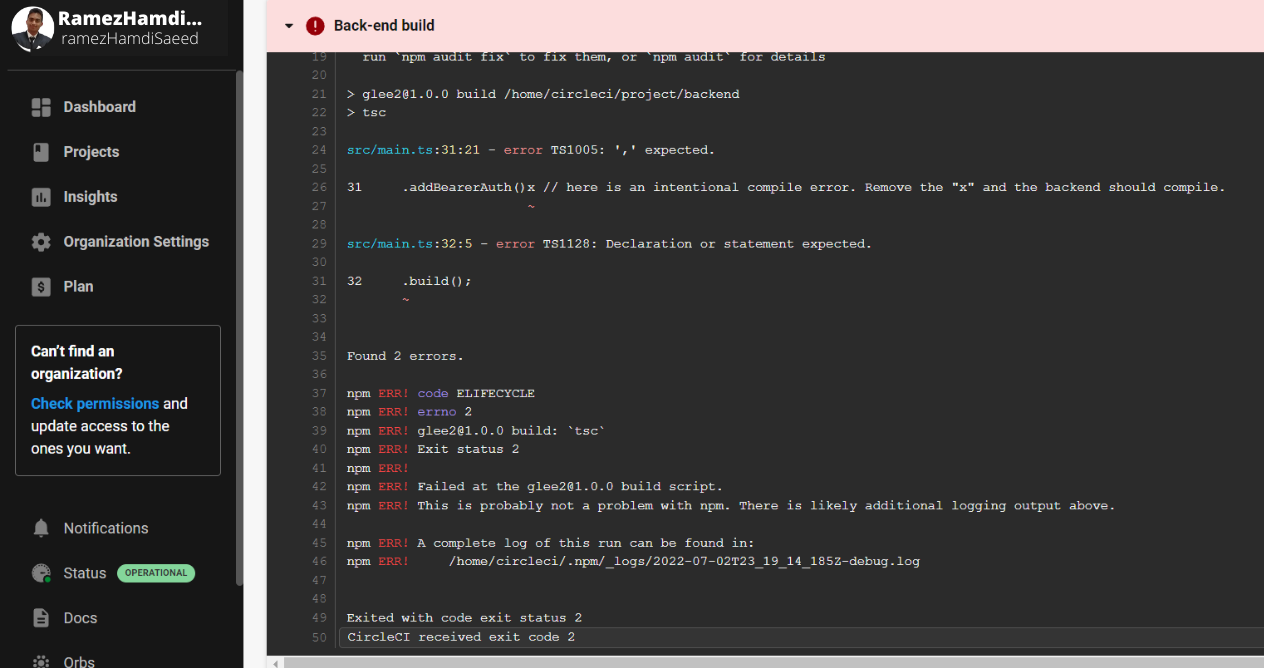 RamezHamdi...
ramezHamdiSaeed
Dashboard
Projects
Insights
Organization Settings
Plan
Can't find an
organization?
Check permissions and
update access to the
ones you want.
Notifications
Status OPERATIONAL
Docs
Orbs
Back-end build
19 run `npm audit fix` to fix them, or `npm audit` for details
20
21 > glee2@1.0.0 build /home/circleci/project/backend
22 > tsc
23
24 src/main.ts:31:21 - error TS1005: ',' expected.
25
26 31 .addBearerAuth()x // here is an intentional compile error. Remove the "x" and the backend should compile.
27 ~
28
29 src/main.ts:32:5 - error TS1128: Declaration or statement expected.
30
31 32 .build();
32 ~
33
34
35 Found 2 errors.
36
37 npm ERR! code ELIFECYCLE
38 npm ERR! errno 2
39 npm ERR! glee2@1.0.0 build: `tsc`
40 npm ERR! Exit status 2
41 npm ERR!
42 npm ERR! Failed at the glee2@1.0.0 build script.
43 npm ERR! This is probably not a problem with npm. There is likely additional logging output above.
44
45 npm ERR! A complete log of this run can be found in:
46 npm ERR! /home/circleci/.npm/_logs/2022-07-02T23_19_14_185Z-debug.log
47
48
49 Exited with code exit status 2
50 CircleCI received exit code 2